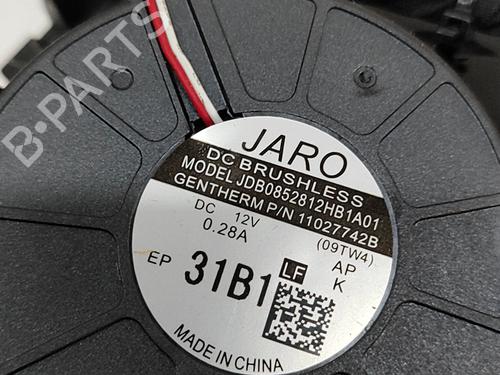 B·PARTS
JARO
DC BRUSHLESS
MODEL JDB0852812HB1A01
GENTHERM P/N 11027742B
DC 12V (09TW4)
0.28A AP
EP 31B1 LF K
MADE IN CHINA